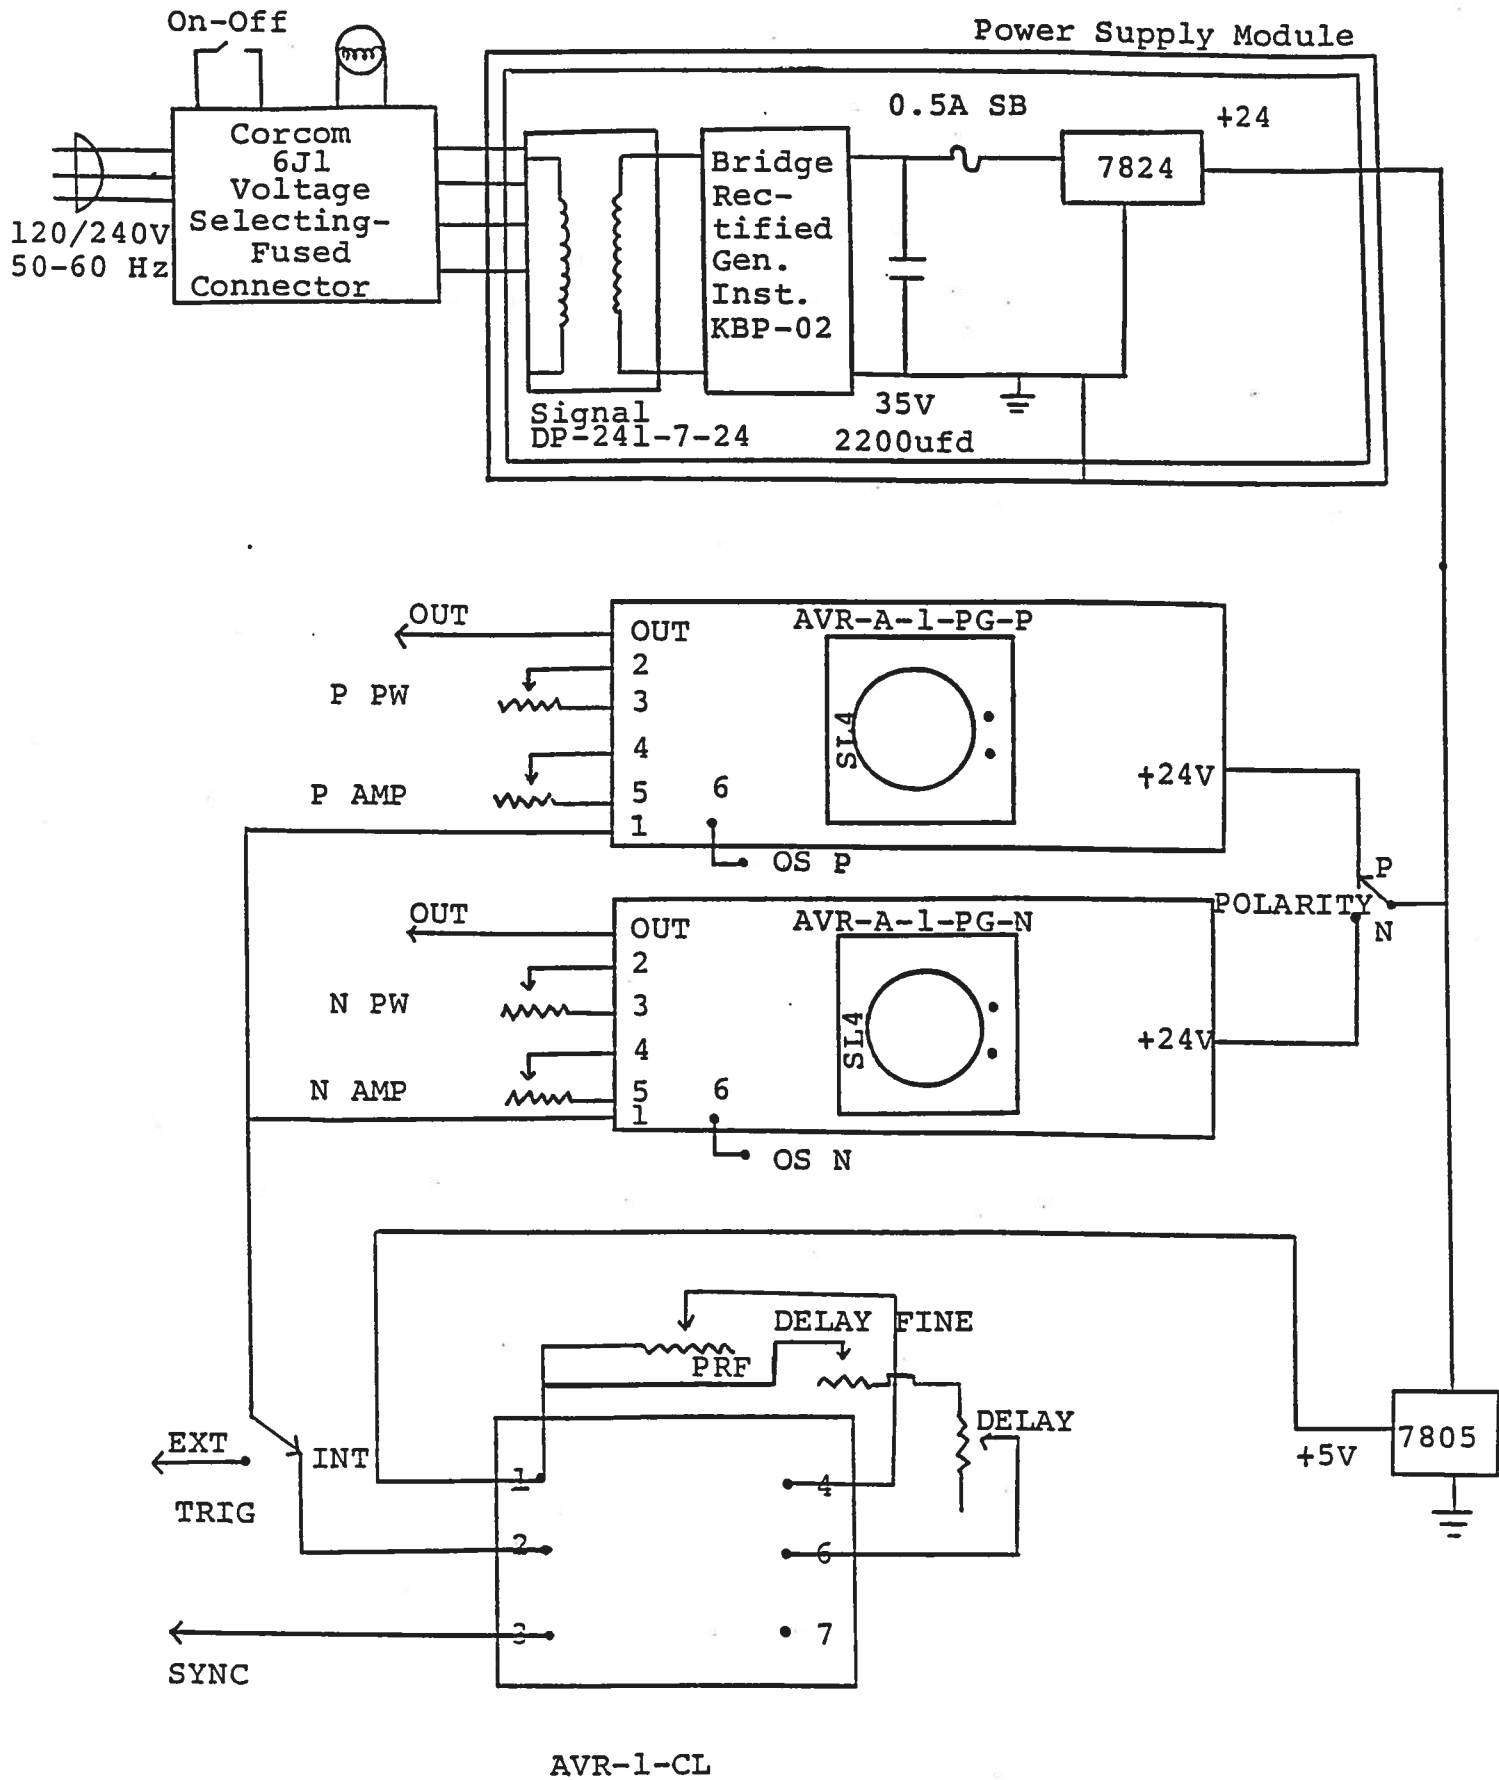 On-Off
Power Supply Module
Corcom
6J1
Voltage
Selecting-
Fused
Connector
120/240V
50-60 Hz
Bridge
Rec-
tified
Gen.
Inst.
KBP-02
0.5A SB
7824
+24
Signal
DP-241-7-24
35V
2200ufd
AVR-A-1-PG-P
OUT
OUT
2
P PW
3
SL4
4
+24V
P AMP
5
6
1
OS P
P
POLARITY
N
AVR-A-1-PG-N
OUT
OUT
2
N PW
3
SL4
4
+24V
N AMP
5
6
1
OS N
DELAY FINE
PRF
DELAY
EXT
INT
TRIG
1
4
+5V
7805
2
6
3
7
SYNC
AVR-1-CL